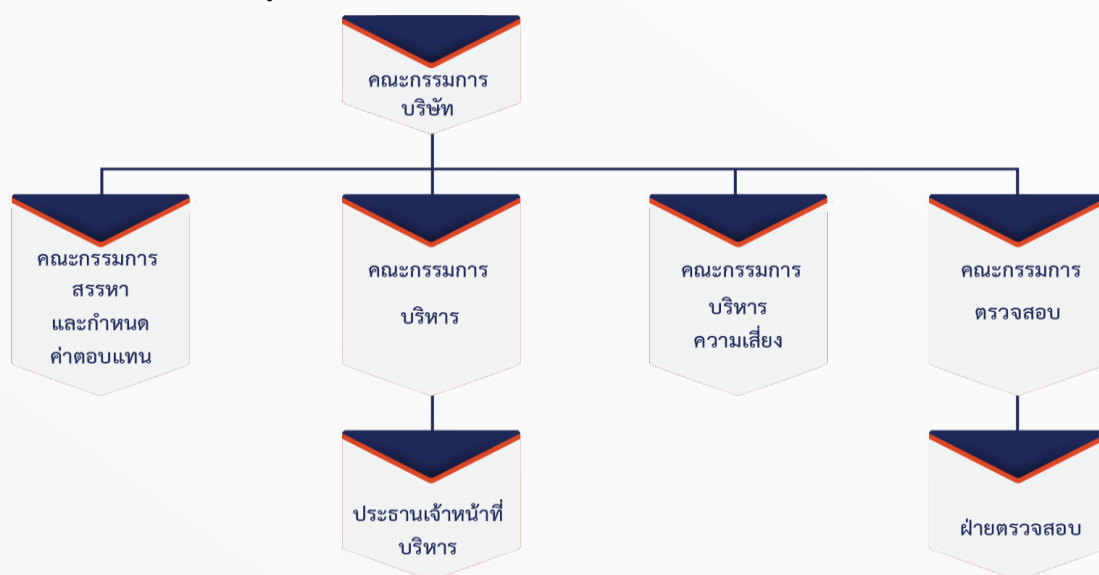 คณะกรรมการ
บริษัท
คณะกรรมการ
สรรหา
และกำหนด
ค่าตอบแทน
คณะกรรมการ
บริหาร
คณะกรรมการ
บริหาร
ความเสี่ยง
คณะกรรมการ
ตรวจสอบ
ประธานเจ้าหน้าที่
บริหาร
ฝ่ายตรวจสอบ